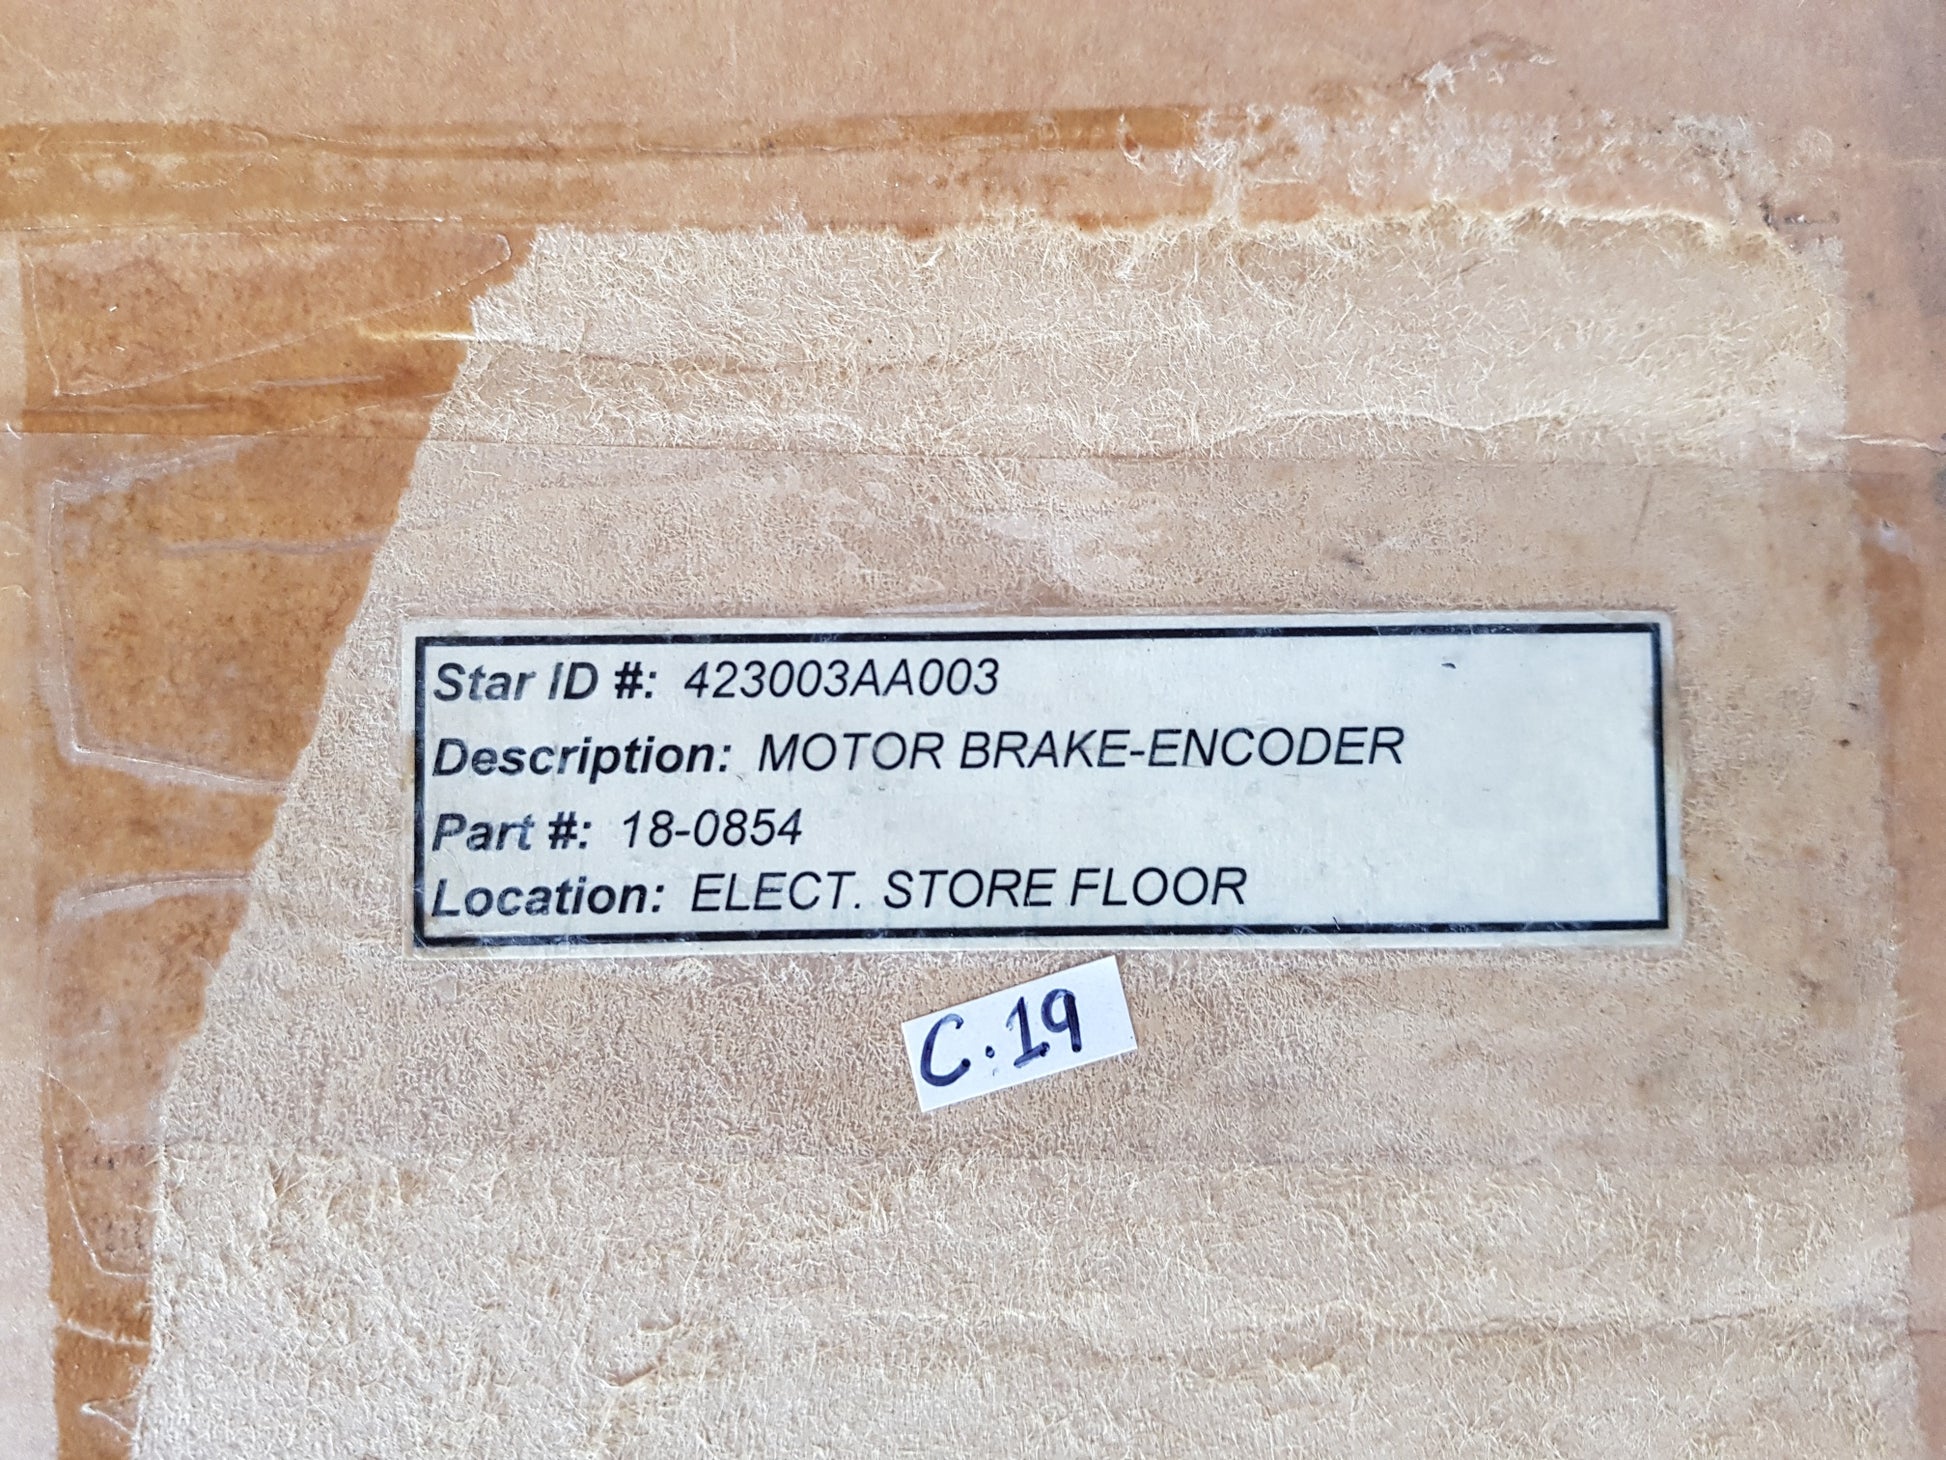 Star ID #: 423003AA003
Description: MOTOR BRAKE-ENCODER
Part #: 18-0854
Location: ELECT. STORE FLOOR
C.19